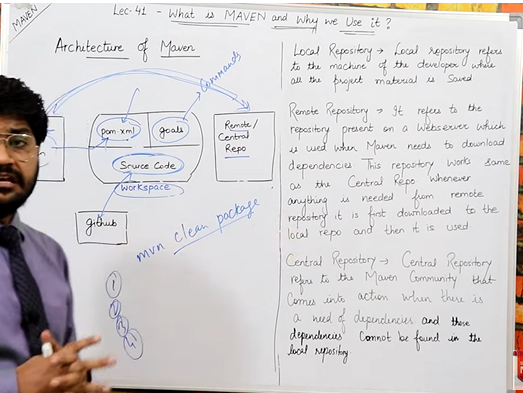 MAVEN
Lec-41 - What is MAVEN and Why we Use it ?
Architecture of Maven
Commands
pom.xml
goals
Source Code
Workspace
Remote/
Central
Repo
github
mvn clean package
1
2
3
4
Local Repository → Local repository refers
to the machine of the developer where
all the project material is Saved
Remote Repository → It refers to the
repository present on a Webserver which
is used when Maven needs to download
dependencies This repository works same
as the Central Repo Whenever
anything is needed from remote
repository it is first downloaded to the
local repo and then it is used
Central Repository → Central Repository
refers to the Maven Community that
Comes into action when there is
a need of dependencies and those
dependencies Cannot be found in the
local repository.